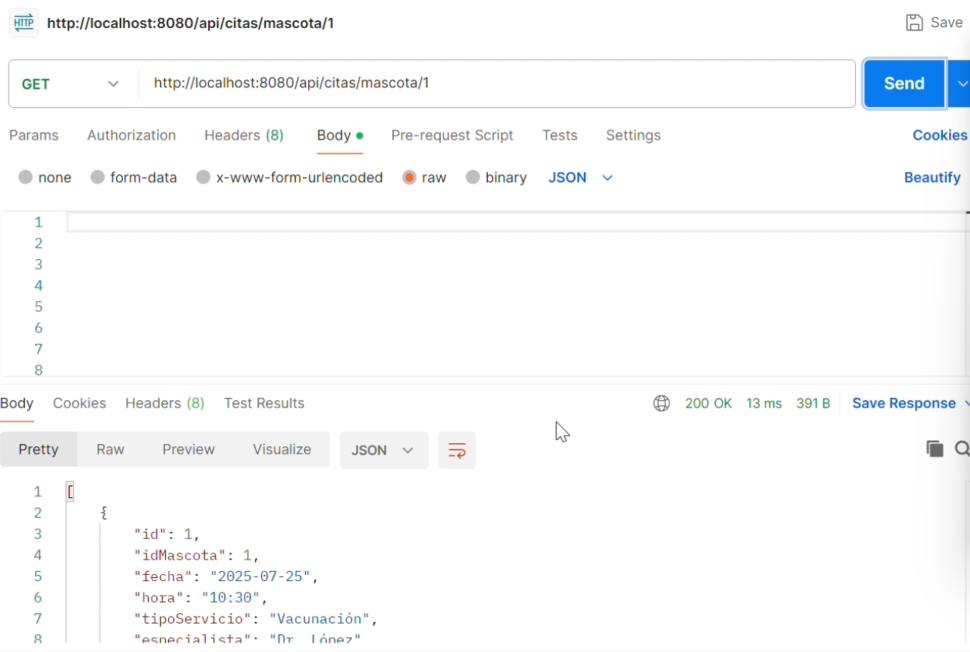 HTTP http://localhost:8080/api/citas/mascota/1 Save
GET http://localhost:8080/api/citas/mascota/1 Send
Params Authorization Headers (8) Body Pre-request Script Tests Settings Cookies
none form-data x-www-form-urlencoded raw binary JSON Beautify
1
2
3
4
5
6
7
8
Body Cookies Headers (8) Test Results 200 OK 13 ms 391 B Save Response
Pretty Raw Preview Visualize JSON
1 [
2 {
3 "id": 1,
4 "idMascota": 1,
5 "fecha": "2025-07-25",
6 "hora": "10:30",
7 "tipoServicio": "Vacunación",
8 "especialista": "Dr. López"